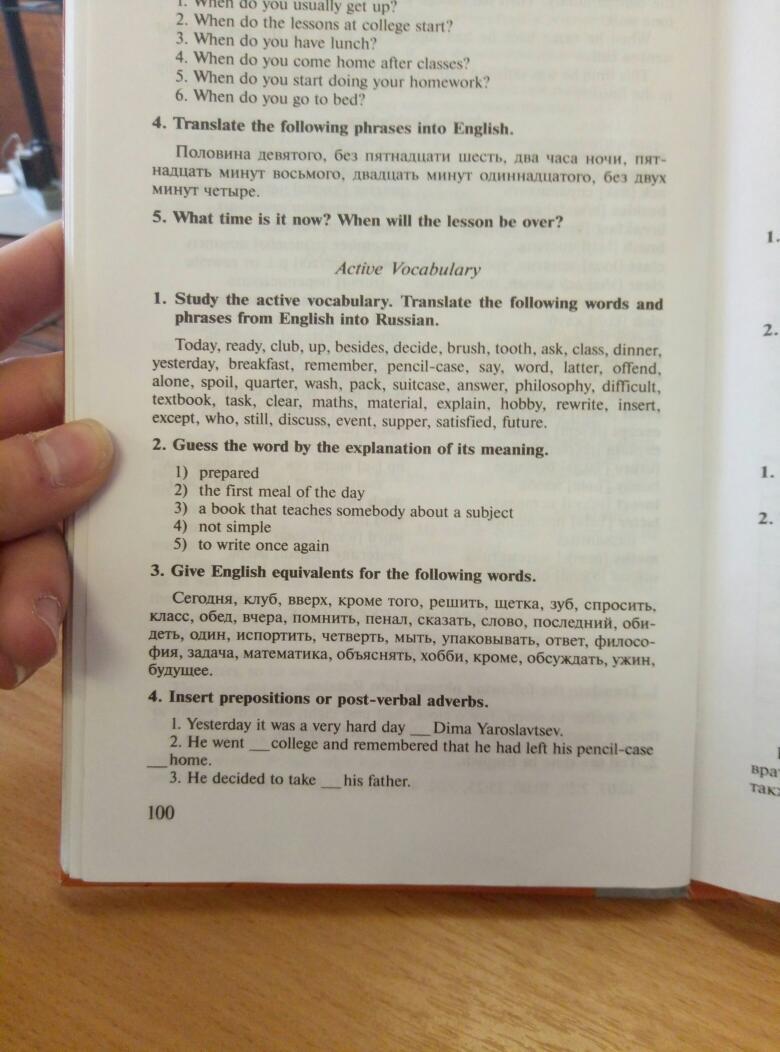 1. When do you usually get up?
2. When do the lessons at college start?
3. When do you have lunch?
4. When do you come home after classes?
5. When do you start doing your homework?
6. When do you go to bed?
4. Translate the following phrases into English.
Половина девятого, без пятнадцати шесть, два часа ночи, пят-
надцать минут восьмого, двадцать минут одиннадцатого, без двух
минут четыре.
5. What time is it now? When will the lesson be over?
Active Vocabulary
1. Study the active vocabulary. Translate the following words and
phrases from English into Russian.
Today, ready, club, up, besides, decide, brush, tooth, ask, class, dinner,
yesterday, breakfast, remember, pencil-case, say, word, latter, offend,
alone, spoil, quarter, wash, pack, suitcase, answer, philosophy, difficult,
textbook, task, clear, maths, material, explain, hobby, rewrite, insert,
except, who, still, discuss, event, supper, satisfied, future.
2. Guess the word by the explanation of its meaning.
1) prepared
2) the first meal of the day
3) a book that teaches somebody about a subject
4) not simple
5) to write once again
3. Give English equivalents for the following words.
Сегодня, клуб, вверх, кроме того, решить, щетка, зуб, спросить,
класс, обед, вчера, помнить, пенал, сказать, слово, последний, оби-
деть, один, испортить, четверть, мыть, упаковывать, ответ, филосо-
фия, задача, математика, объяснять, хобби, кроме, обсуждать, ужин,
будущее.
4. Insert prepositions or post-verbal adverbs.
1. Yesterday it was a very hard day __ Dima Yaroslavtsev.
2. He went __college and remembered that he had left his pencil-case
__home.
3. He decided to take __ his father.
100
1.
2.
1.
2.
вра
так